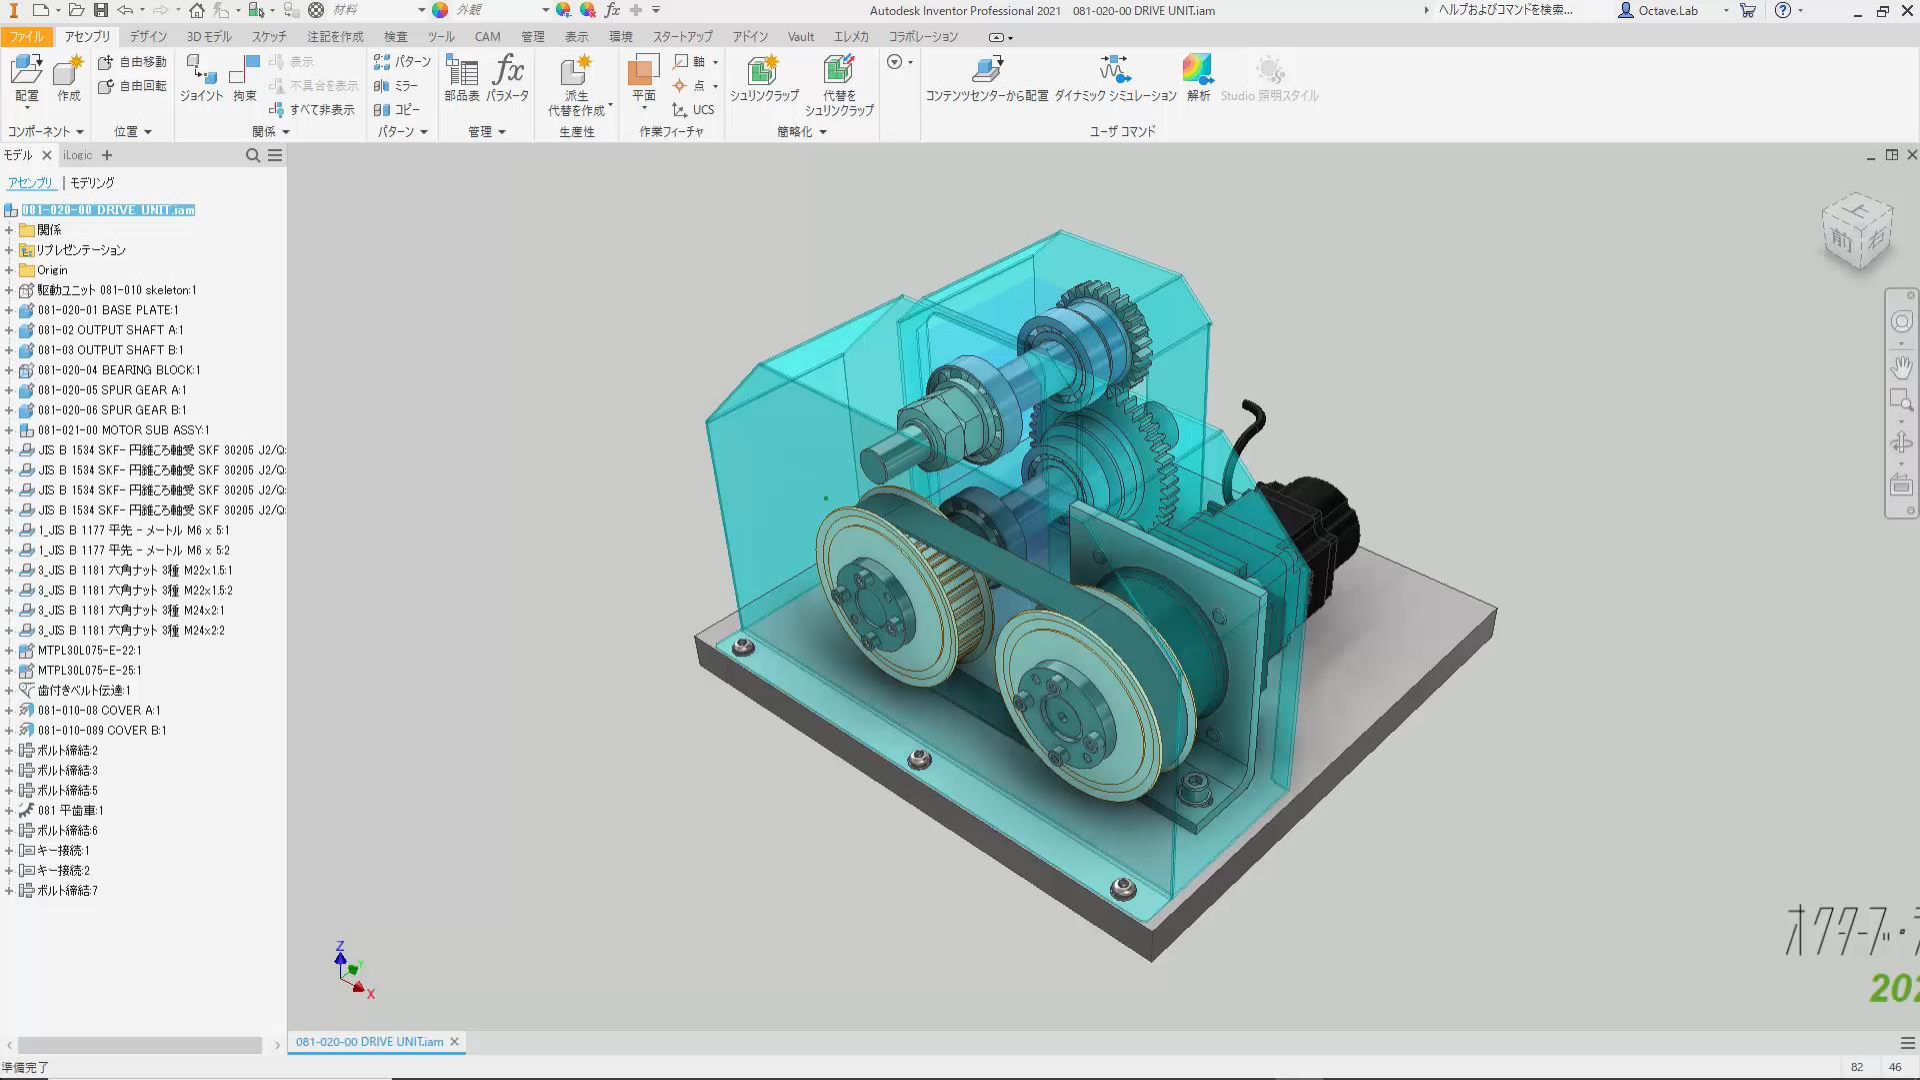 材料
外観
Autodesk Inventor Professional 2021 081-020-00 DRIVE UNIT.iam
ヘルプおよびコマンドを検索...
Octave.Lab
ファイル アセンブリ デザイン 3D モデル スケッチ 注記を作成 検査 ツール CAM 管理 表示 環境 スタートアップ アドイン Vault エレメカ コラボレーション
配置
作成
自由移動
自由回転
ジョイント
拘束
表示
不具合を表示
すべて非表示
パターン
ミラー
コピー
部品表
パラメータ
派生
代替を作成
平面
軸
点
UCS
シュリンクラップ
代替を
シュリンクラップ
コンテンツセンターから配置
ダイナミック シミュレーション
解析
Studio 照明スタイル
コンポーネント
位置
関係
パターン
管理
生産性
作業フィーチャ
簡略化
ユーザ コマンド
モデル
iLogic
アセンブリ
モデリング
081-020-00 DRIVE UNIT.iam
関係
リプレゼンテーション
Origin
駆動ユニット 081-010 skeleton:1
081-020-01 BASE PLATE:1
081-02 OUTPUT SHAFT A:1
081-03 OUTPUT SHAFT B:1
081-020-04 BEARING BLOCK:1
081-020-05 SPUR GEAR A:1
081-020-06 SPUR GEAR B:1
081-021-00 MOTOR SUB ASSY:1
JIS B 1534 SKF- 円錐ころ軸受 SKF 30205 J2/Q:
JIS B 1534 SKF- 円錐ころ軸受 SKF 30205 J2/Q:
JIS B 1534 SKF- 円錐ころ軸受 SKF 30205 J2/Q:
JIS B 1534 SKF- 円錐ころ軸受 SKF 30205 J2/Q:
1_JIS B 1177 平先 - メートル M6 x 5:1
1_JIS B 1177 平先 - メートル M6 x 5:2
3_JIS B 1181 六角ナット 3種 M22x1.5:1
3_JIS B 1181 六角ナット 3種 M22x1.5:2
3_JIS B 1181 六角ナット 3種 M24x2:1
3_JIS B 1181 六角ナット 3種 M24x2:2
MTPL30L075-E-22:1
MTPL30L075-E-25:1
歯付きベルト伝達:1
081-010-08 COVER A:1
081-010-089 COVER B:1
ボルト締結:2
ボルト締結:3
ボルト締結:5
081 平歯車:1
ボルト締結:6
キー接続:1
キー接続:2
ボルト締結:7
上
前
右
Z
Y
X
オクターブ・
202
081-020-00 DRIVE UNIT.iam
準備完了
82
46